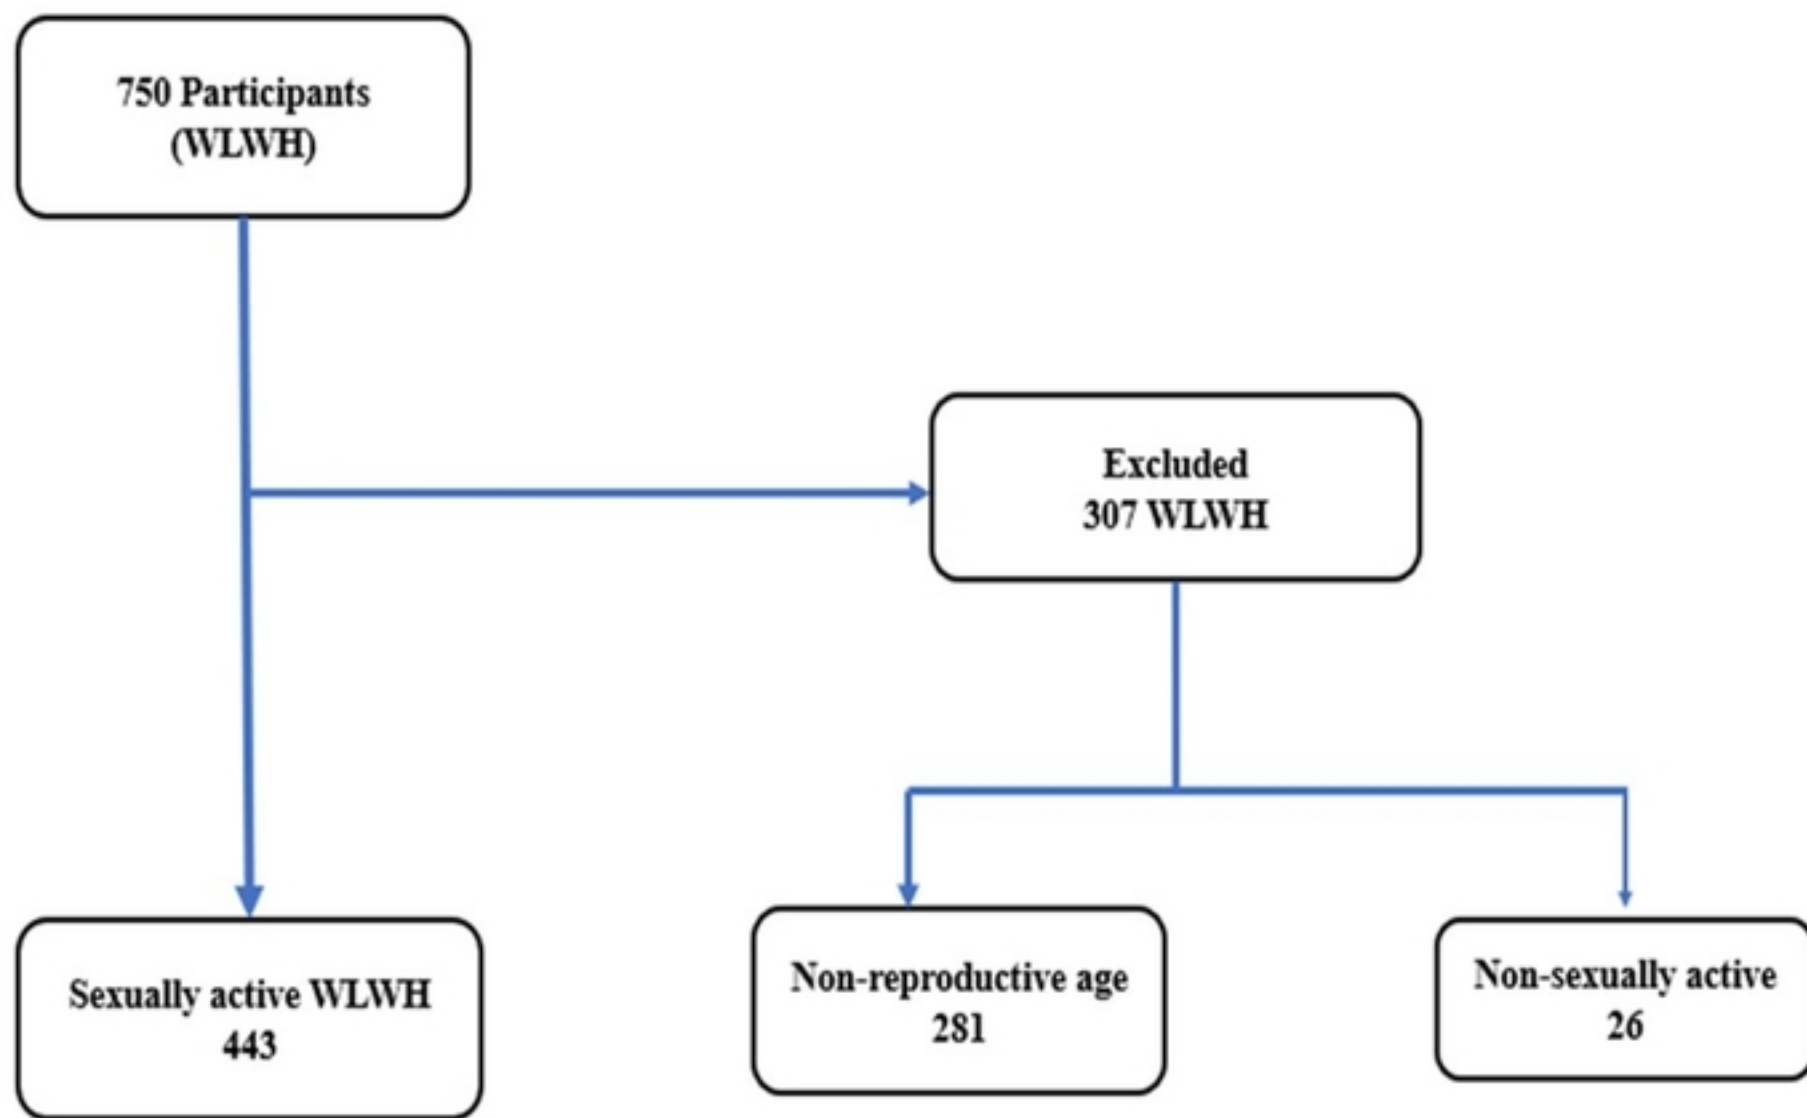 750 Participants
(WLWH)
Excluded
307 WLWH
Sexually active WLWH
443
Non-reproductive age
281
Non-sexually active
26